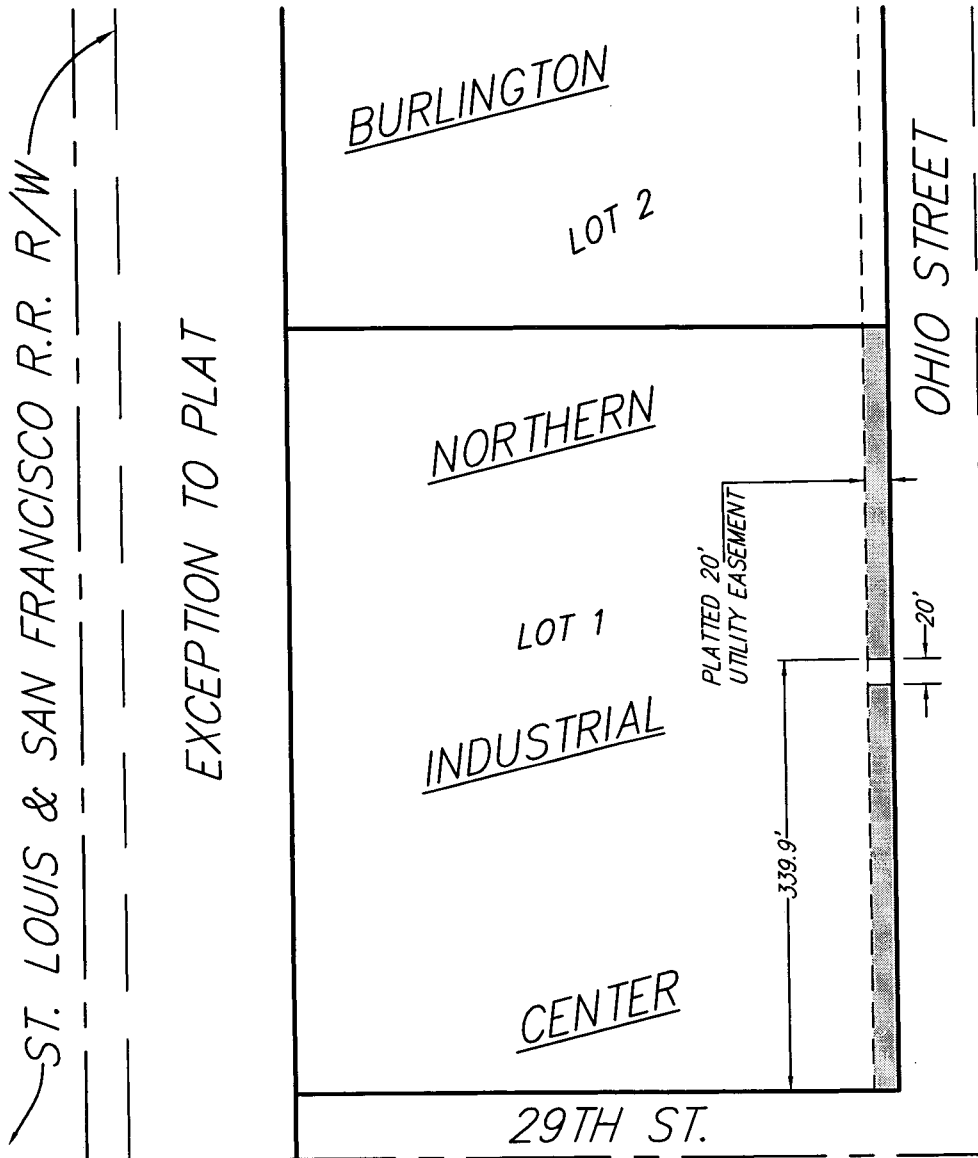 ST. LOUIS & SAN FRANCISCO R.R. R/W
EXCEPTION TO PLAT
BURLINGTON
LOT 2
NORTHERN
LOT 1
INDUSTRIAL
CENTER
PLATTED 20'
UTILITY EASEMENT
339.9'
20'
OHIO STREET
29TH ST.